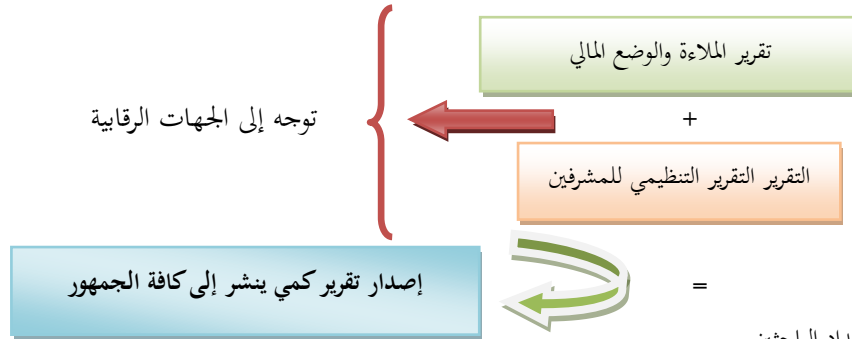 تقرير الملاءة والوضع المالي
+
توجه إلى الجهات الرقابية
التقرير التقرير التنظيمي للمشرفين
=
إصدار تقرير كمي ينشر إلى كافة الجمهور